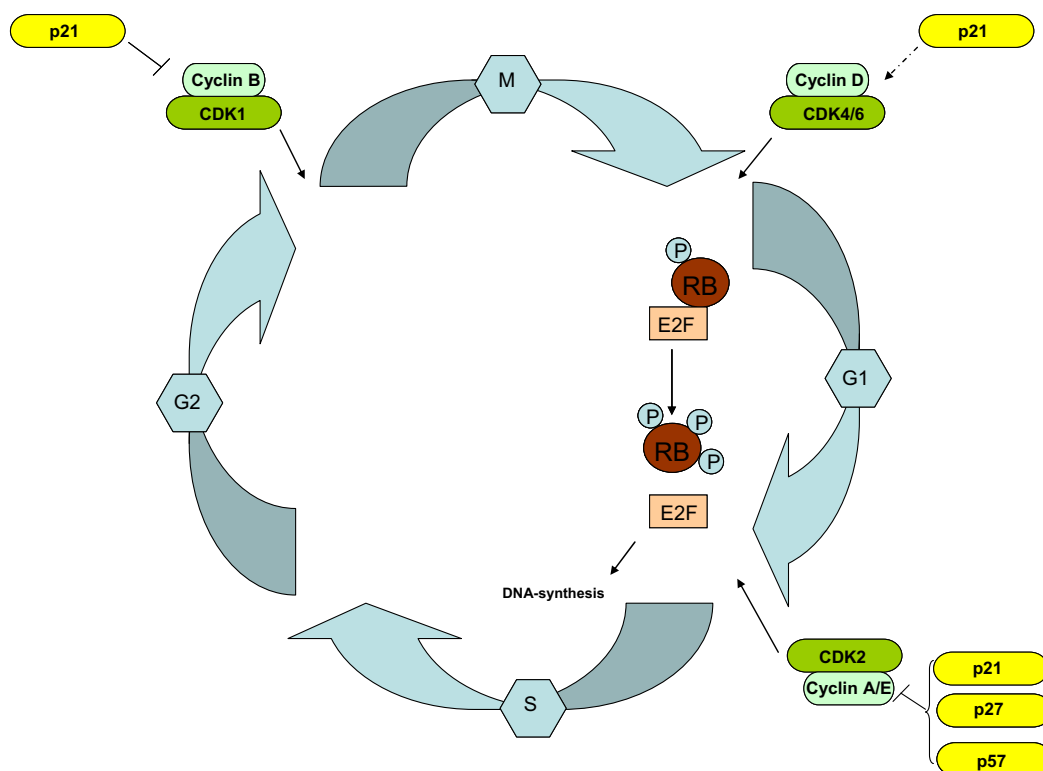 p21
p21
Cyclin B
CDK1
M
Cyclin D
CDK4/6
P
RB
E2F
G2
G1
P
P
RB
P
E2F
DNA-synthesis
CDK2
Cyclin A/E
p21
p27
S
p57